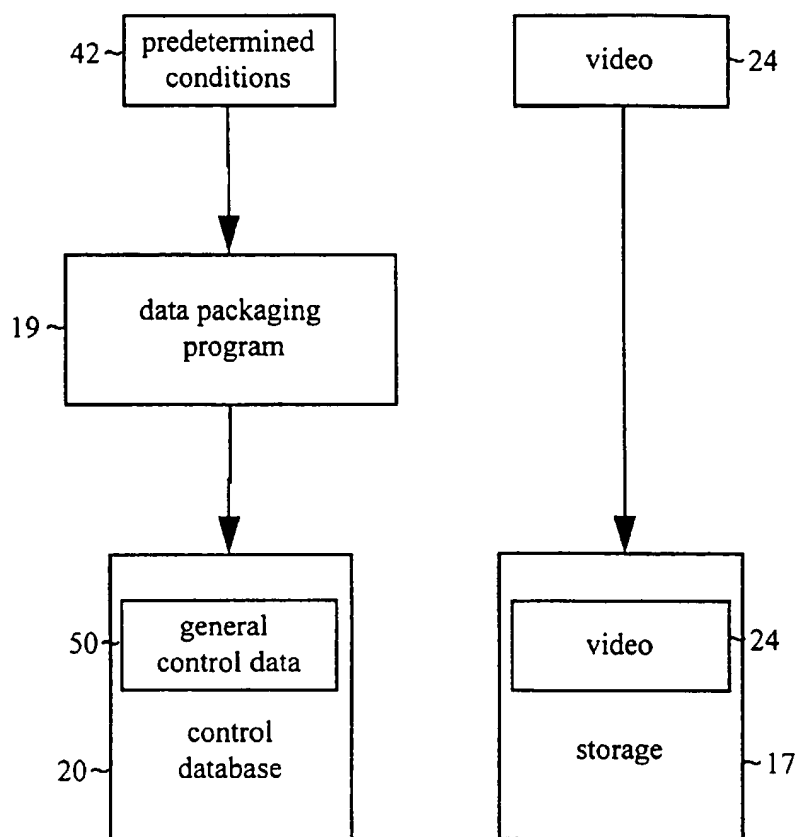 42
predetermined
conditions
video
24
19
data packaging
program
50
general
control data
video
24
control
database
20
storage
17